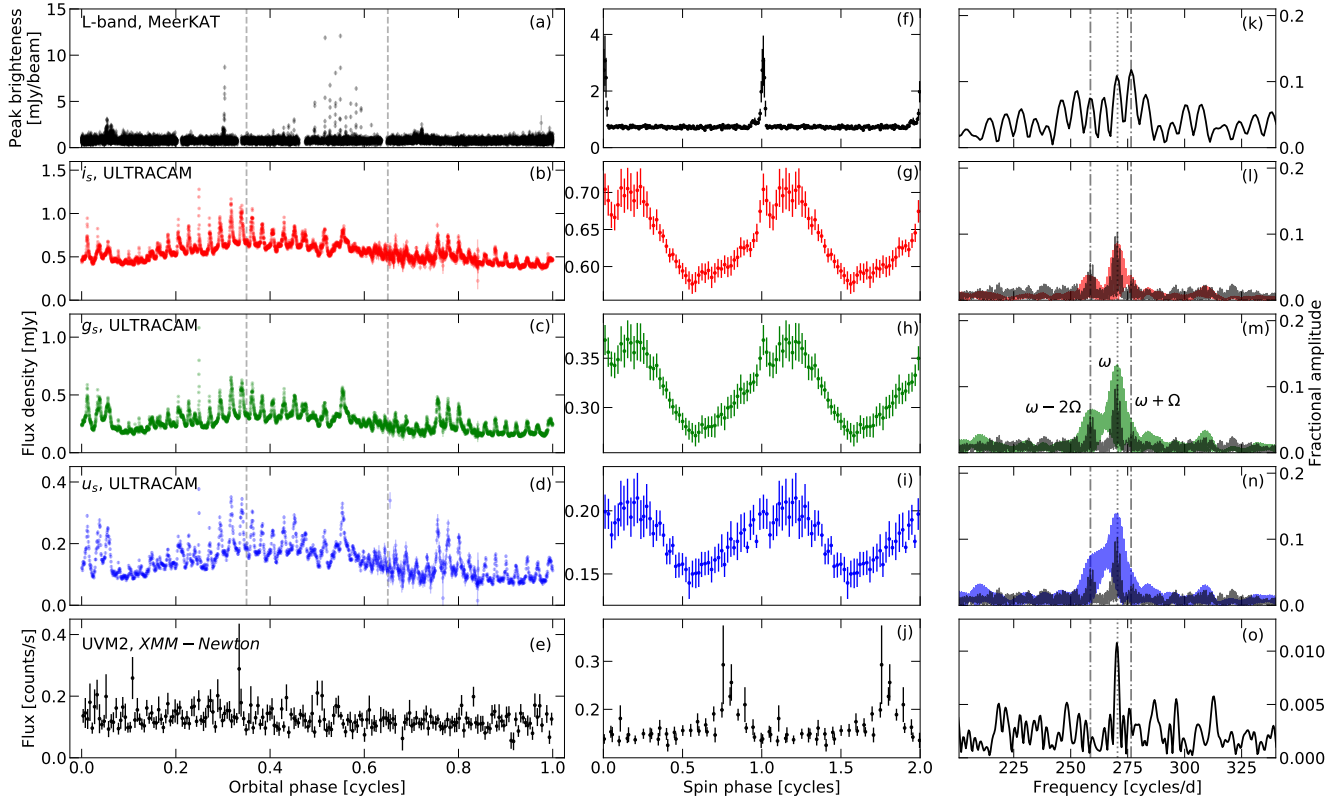 L-band, MeerKAT
(a)
(f)
(k)
Peak brighteness
[mJy/beam]
15
10
5
0
4
2
0
0.2
0.1
0.0
i_s, ULTRACAM
(b)
(g)
(l)
1.5
1.0
0.5
0.0
0.70
0.65
0.60
0.2
0.1
0.0
g_s, ULTRACAM
(c)
(h)
(m)
Flux density [mJy]
1.0
0.5
0.0
0.35
0.30
0.2
0.1
0.0
ω
ω − 2Ω
ω + Ω
Fractional amplitude
u_s, ULTRACAM
(d)
(i)
(n)
0.4
0.2
0.0
0.20
0.15
0.2
0.1
0.0
UVM2, XMM − Newton
(e)
(j)
(o)
Flux [counts/s]
0.4
0.2
0.0
0.3
0.2
0.010
0.005
0.000
0.0 0.2 0.4 0.6 0.8 1.0
0.0 0.5 1.0 1.5 2.0
225 250 275 300 325
Orbital phase [cycles]
Spin phase [cycles]
Frequency [cycles/d]